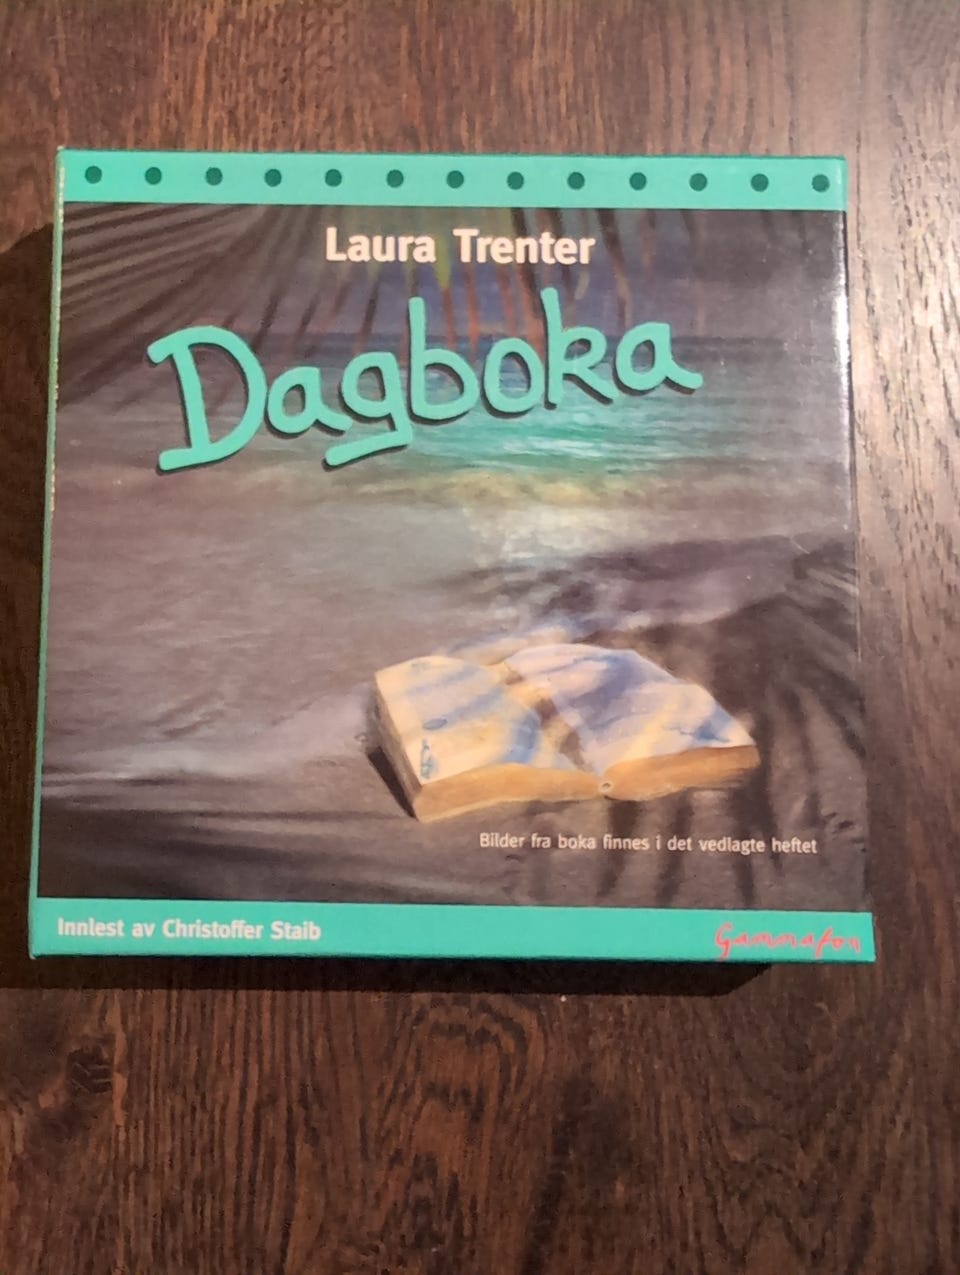 Laura Trenter
Dagboka
Bilder fra boka finnes i det vedlagte heftet
Innlest av Christoffer Staib
Gammafon